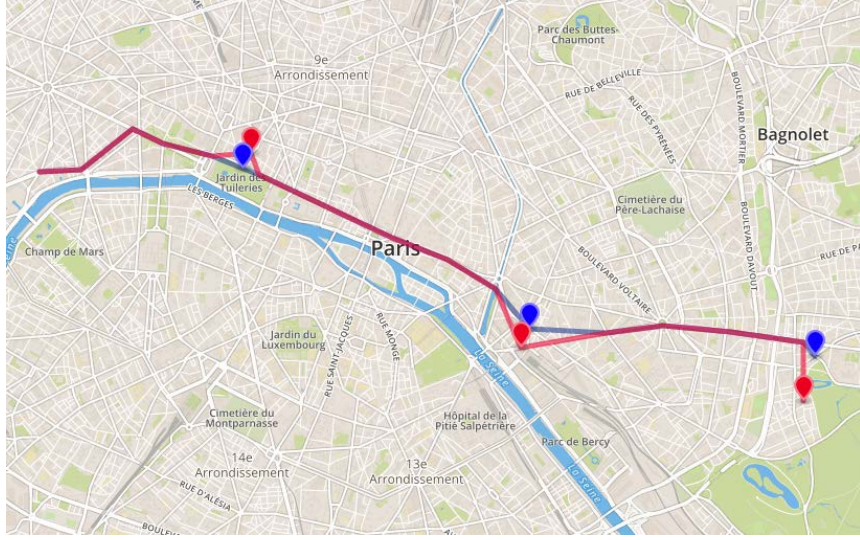 Parc des Buttes-
Chaumont
9e
Arrondissement
RUE DE BELLEVILLE
BOULEVARD MORTIER
RUE DES PYRÉNÉES
Bagnolet
Jardin des
Tuileries
LES BERGES
Cimetière du
Père-Lachaise
BOULEVARD DAVOUT
Seine
Champ de Mars
Paris
RUE DE PA
BOULEVARD VOLTAIRE
Jardin du
Luxembourg
RUE SAINT-JACQUES
RUE MONGE
La Seine
Cimetière du
Montparnasse
Hôpital de la
Pitié Salpêtrière
Parc de Bercy
14e
Arrondissement
13e
Arrondissement
La Seine
RUE D'ALÉSIA
BOULEV